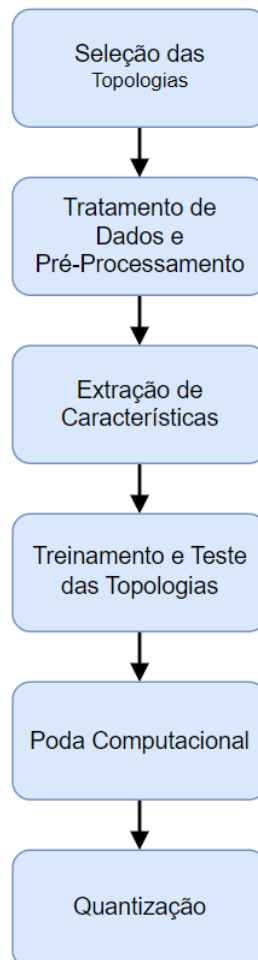 Seleção das
Topologias
Tratamento de
Dados e
Pré-Processamento
Extração de
Características
Treinamento e Teste
das Topologias
Poda Computacional
Quantização